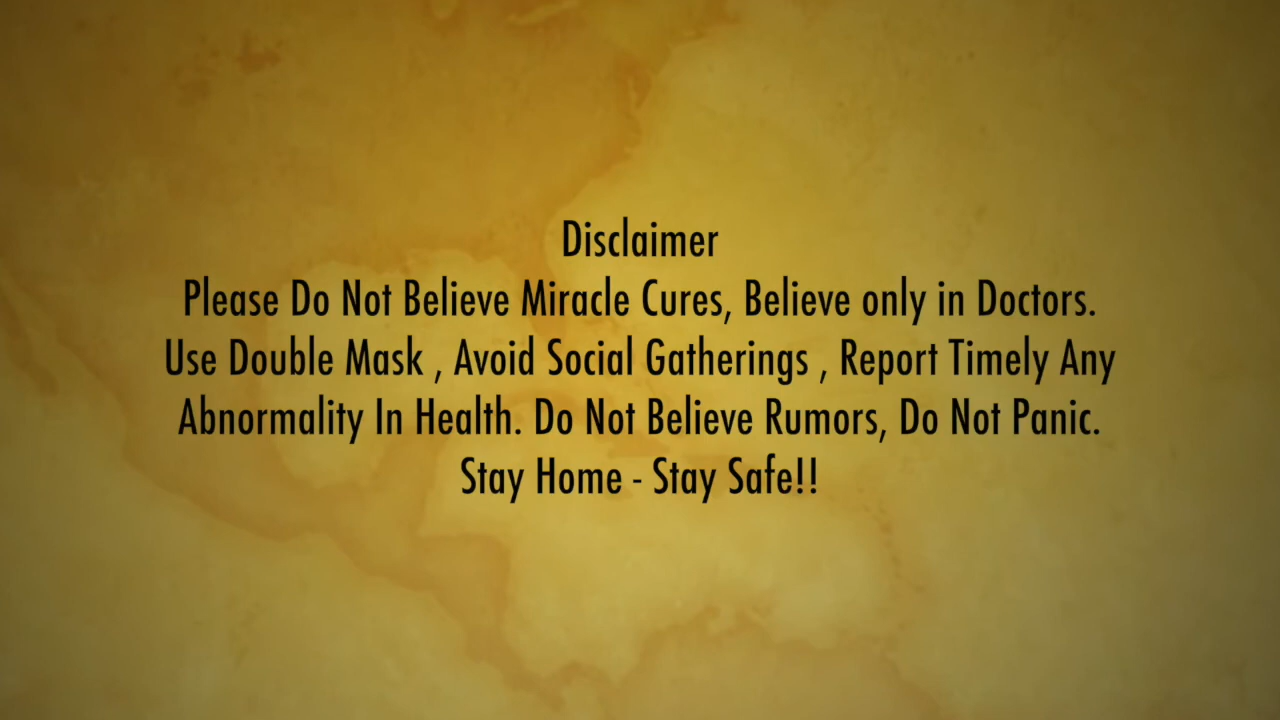 Disclaimer
Please Do Not Believe Miracle Cures, Believe only in Doctors.
Use Double Mask , Avoid Social Gatherings , Report Timely Any
Abnormality In Health. Do Not Believe Rumors, Do Not Panic.
Stay Home - Stay Safe!!